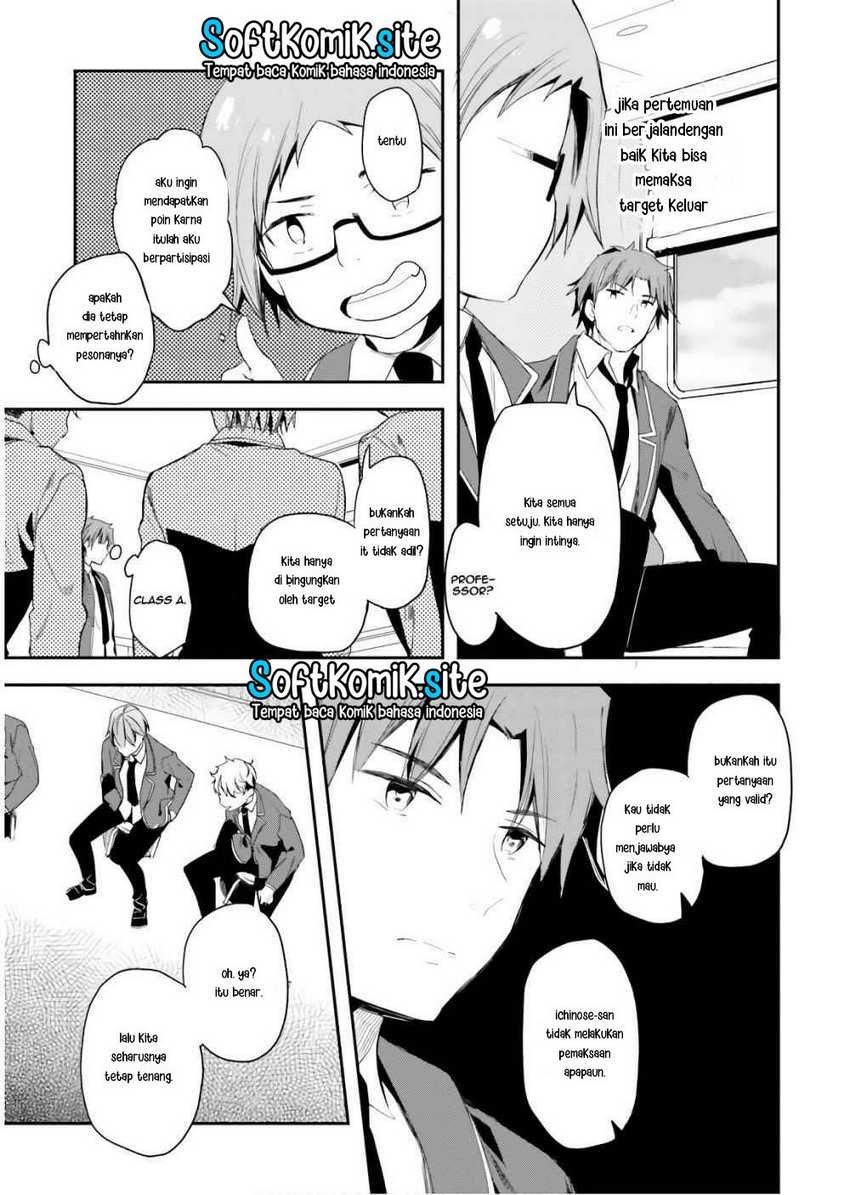 SoftKomik.site
Tempat baca Komik bahasa indonesia
jika pertemuan
ini berjalandengan
baik Kita bisa
memaksa
target Keluar
Kita semua
setuju. Kita hanya
ingin intinya.
PROFE-
SSOR?
tentu
aku ingin
mendapatkan
poin Karna
itulah aku
berpartisipasi
apakah
dia tetap
mempertahnkan
pesonanya?
bukankah
pertanyaan
it tidak adil?
Kita hanya
di bingungkan
oleh target
CLASS A.
SoftKomik.site
Tempat baca Komik bahasa indonesia
bukankah itu
pertanyaan
yang valid?
Kau tidak
perlu
menjawabya
jika tidak
mau.
ichinose-san
tidak melakukan
pemaksaan
apapaun.
oh, ya?
itu benar.
lalu Kita
seharusnya
tetap tenang.